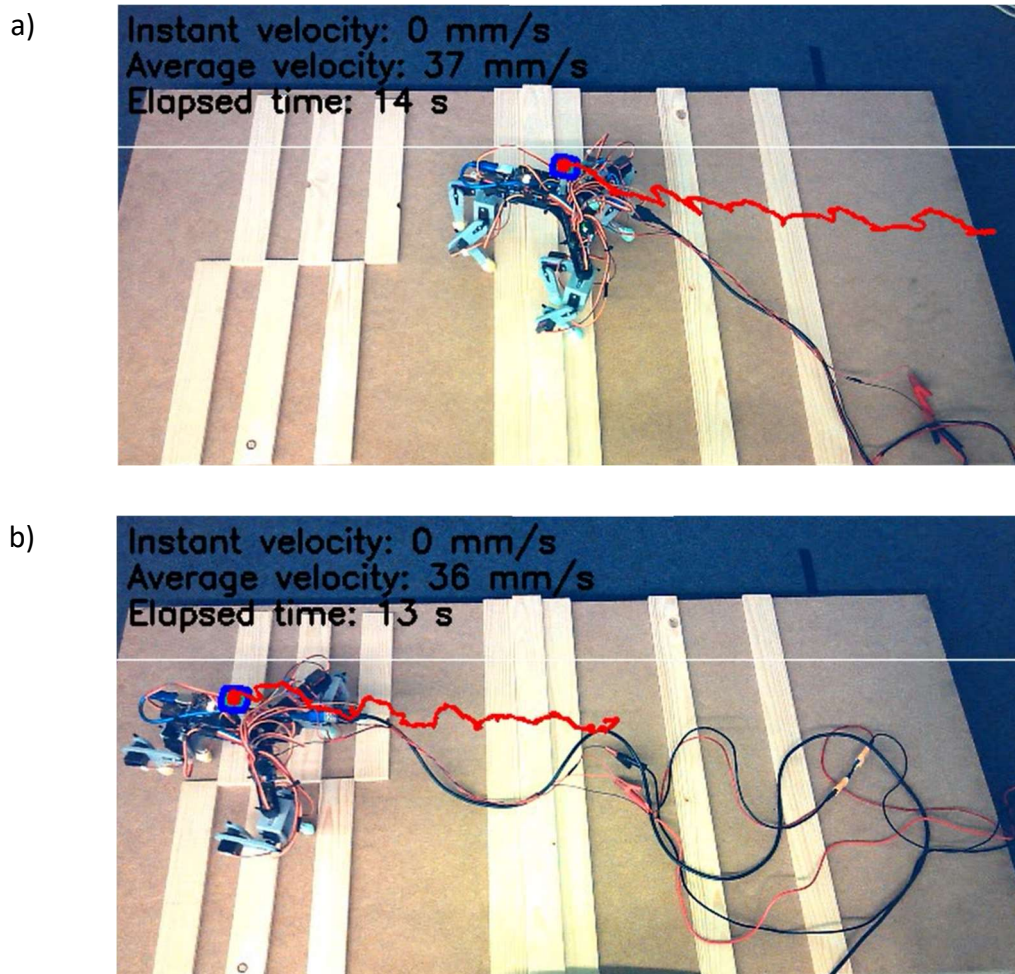 a)
Instant velocity: 0 mm/s
Average velocity: 37 mm/s
Elapsed time: 14 s
b)
Instant velocity: 0 mm/s
Average velocity: 36 mm/s
Elapsed time: 13 s